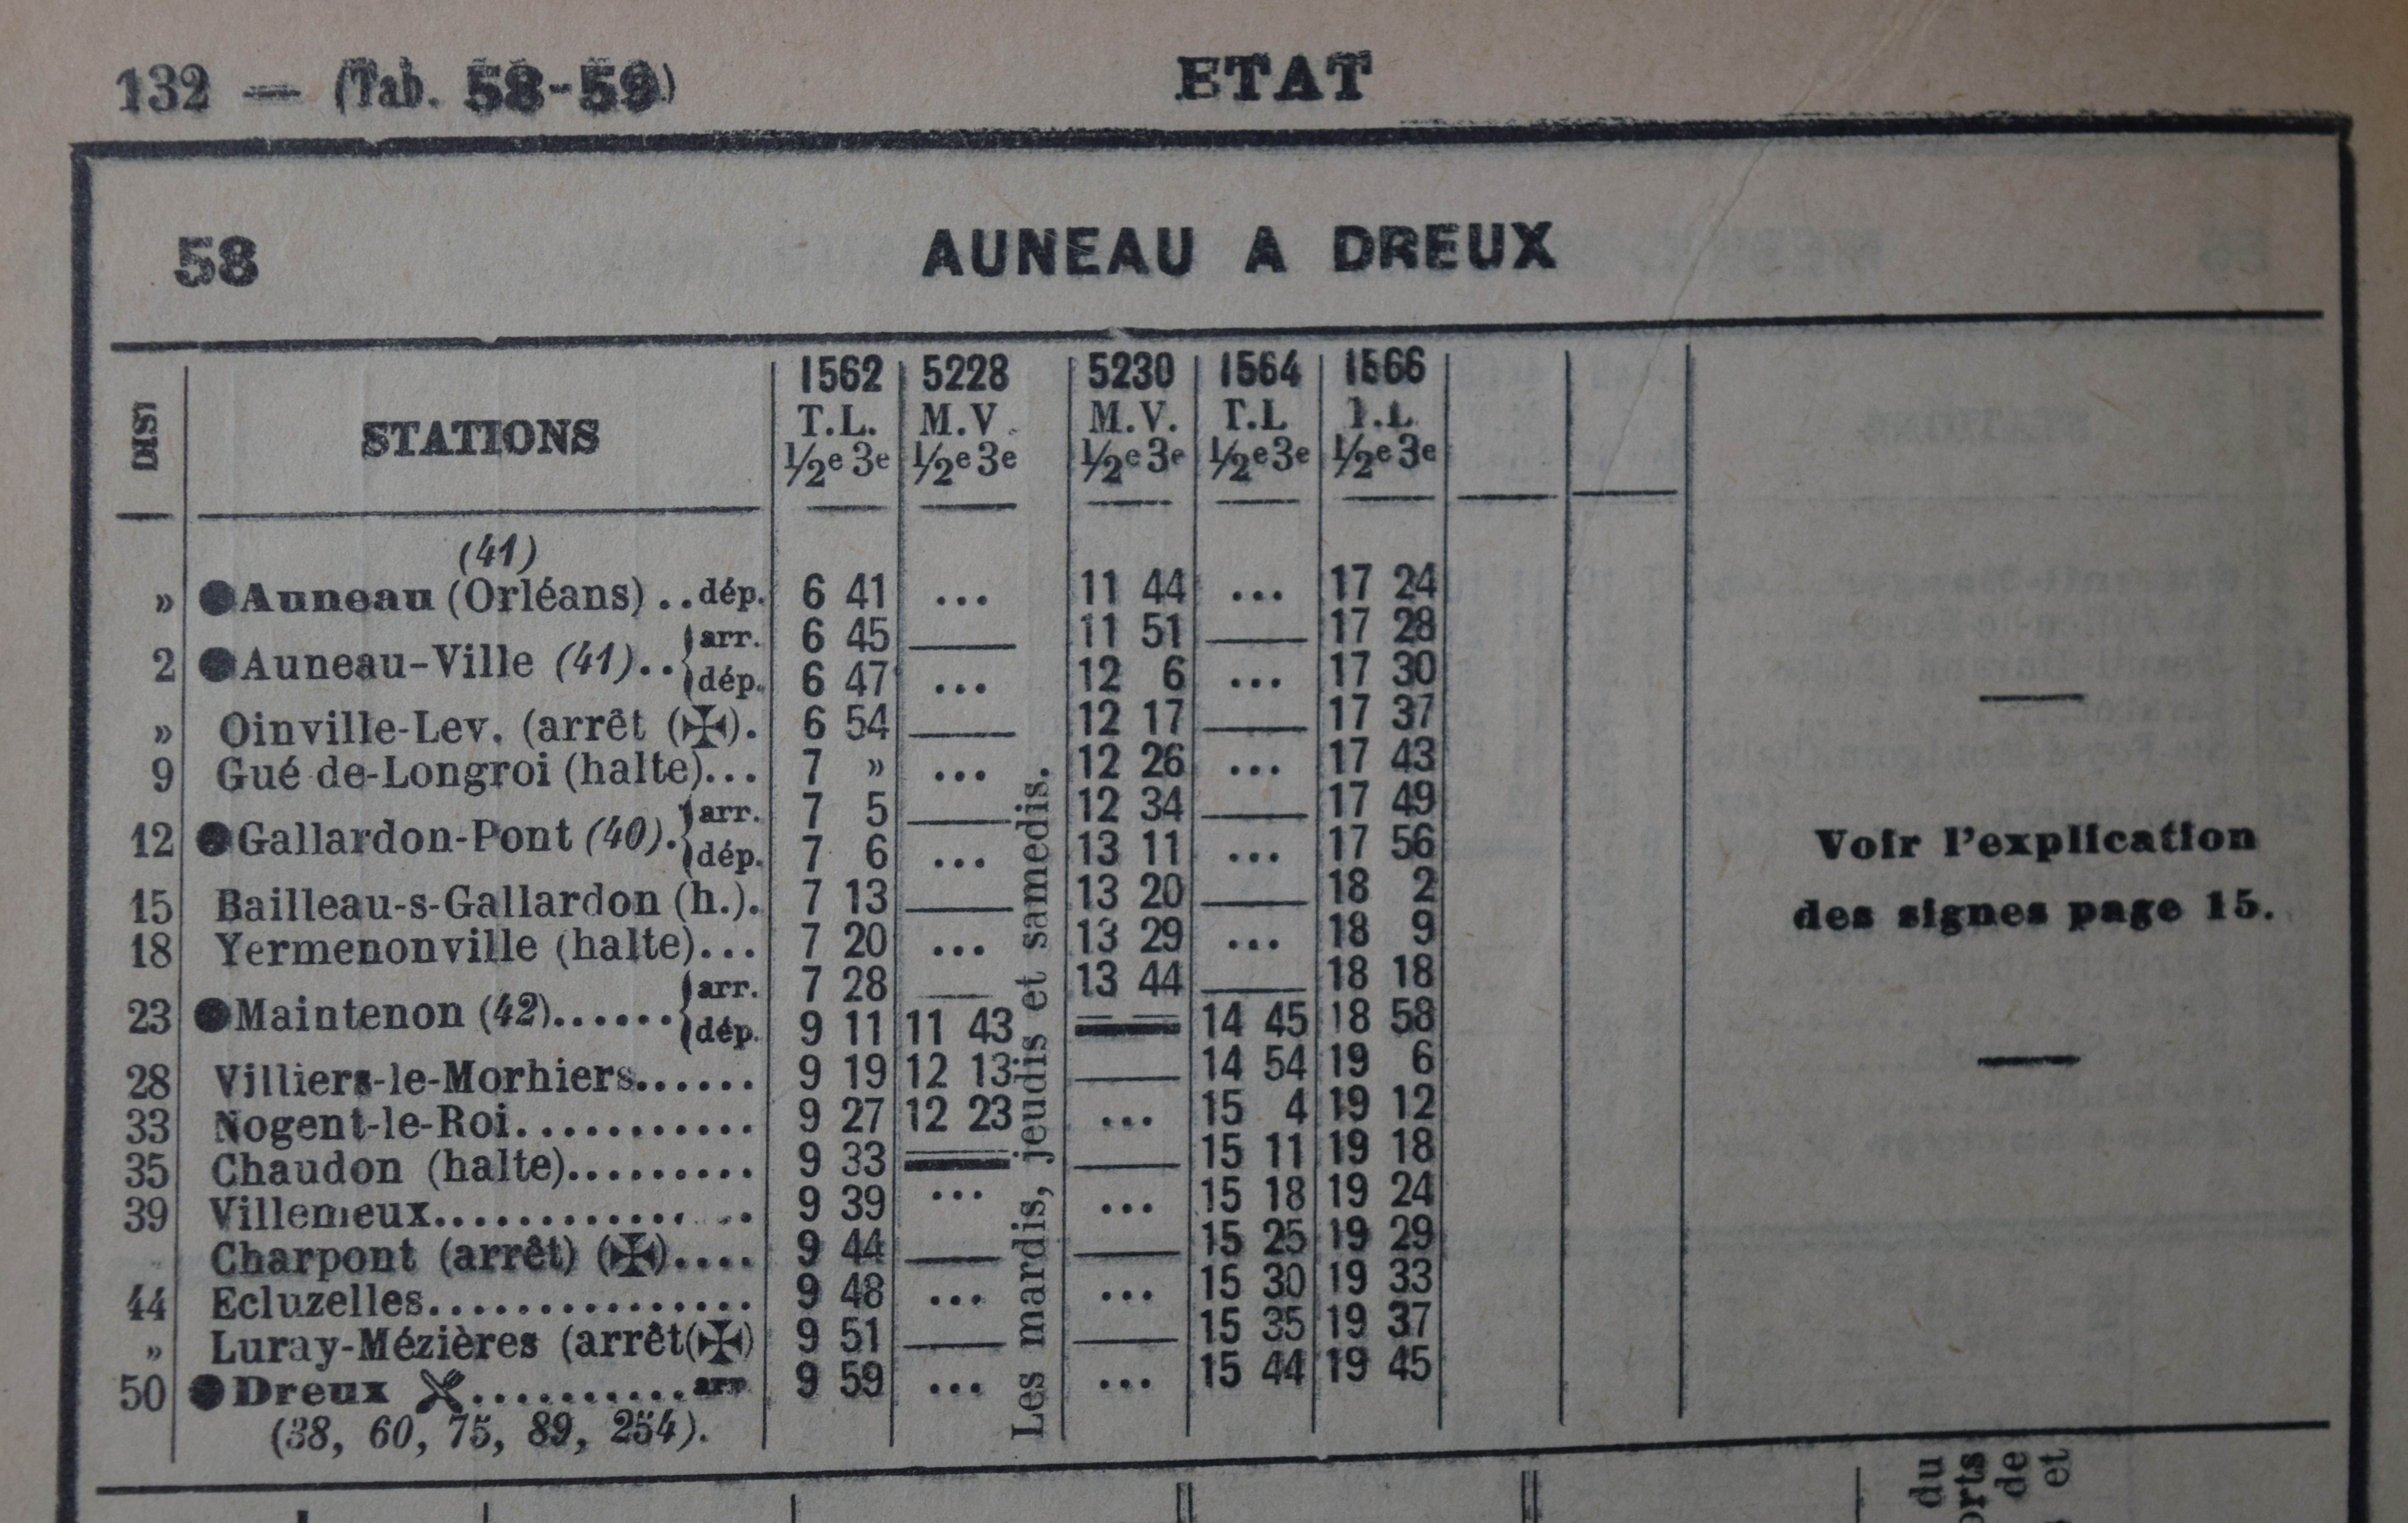 132 — (Tab. 58-59)
ETAT
58
AUNEAU A DREUX
DIST STATIONS 1562 5228 5230 1564 1566
T.L. M.V. M.V. T.L T.L
1/2e 3e 1/2e 3e 1/2e 3e 1/2e 3e 1/2e 3e
(41)
» ●Auneau (Orléans) .. dép. 6 41 ... 11 44 ... 17 24
2 ●Auneau-Ville (41).. arr. 6 45 — 11 51 — 17 28
dép. 6 47 ... 12 6 ... 17 30
» Oinville-Lev. (arrêt (✠). 6 54 — 12 17 — 17 37
9 Gué de-Longroi (halte)... 7 » ... 12 26 ... 17 43
12 ●Gallardon-Pont (40). arr. 7 5 — 12 34 — 17 49
dép. 7 6 ... 13 11 ... 17 56
15 Bailleau-s-Gallardon (h.). 7 13 — 13 20 — 18 2
18 Yermenonville (halte)... 7 20 ... 13 29 ... 18 9
23 ●Maintenon (42)...... arr. 7 28 — 13 44 — 18 18
dép. 9 11 11 43 — 14 45 18 58
28 Villiers-le-Morhiers...... 9 19 12 13 — 14 54 19 6
33 Nogent-le-Roi........... 9 27 12 23 ... 15 4 19 12
35 Chaudon (halte)......... 9 33 — — 15 11 19 18
39 Villemeux............... 9 39 ... ... 15 18 19 24
Charpont (arrêt) (✠).... 9 44 — — 15 25 19 29
44 Ecluzelles............... 9 48 ... ... 15 30 19 33
» Luray-Mézières (arrêt(✠) 9 51 — — 15 35 19 37
50 ●Dreux ........... arr 9 59 ... ... 15 44 19 45
(38, 60, 75, 89, 254).
Les mardis, jeudis et samedis.
Voir l'explication
des signes page 15.
du
orts
de
et